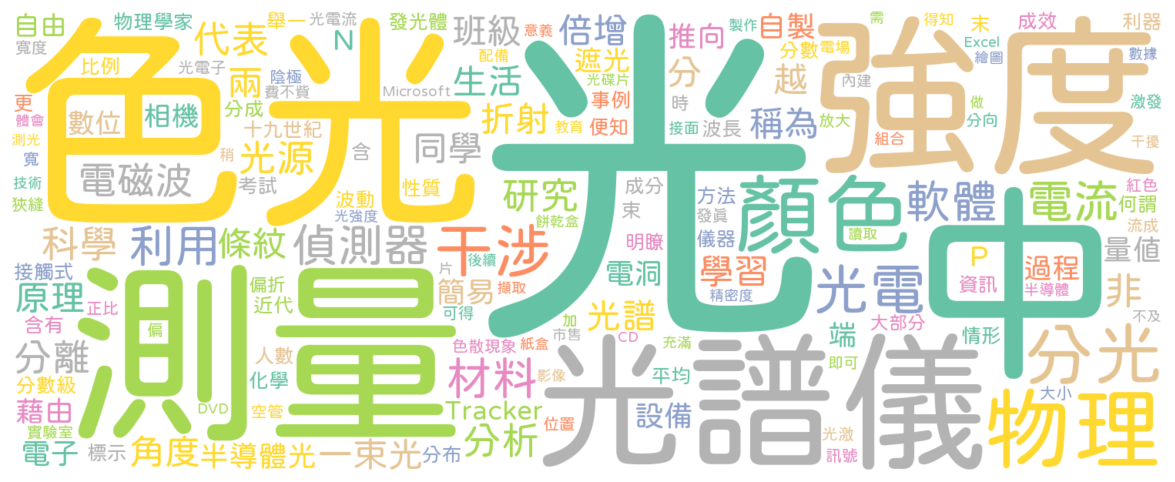 自由
寬度
物理學家
舉一
光電流
發光體
班級
意義
倍增
推向
製作
自製
需
得知
末
成效
利器
代表
N
配備
遮光
分數
電場
Excel
繪圖
數據
色光
光
強度
比例
光電子
兩
陰極
費不貲
Microsoft
生活
光碟片
分
越
內建
更
體會
數位
相機
分成
十九世紀
折射
事例
教育
便知
時
接面
波長
稱為
放大
做
分向
激發
組合
干擾
測光
寬
稍
光源
含
同學
技術
狹縫
電磁波
考試
波動
性質
光強度
研究
餅乾盒
成分
束
方法
發真
儀器
顏色
讀取
軟體
中
電流
紅色
何謂
流成
科學
利用
條紋
偵測器
干涉
後續
明瞭
量值
接觸式
原理
偏折
近代
片
擷取
簡易
可得
電洞
學習
精密度
光電
P
資訊
過程
半導體
非
不及
含有
正比
測量
偏
加
市售
光譜
CD
充滿
端
即可
大部分
情形
分光
分離
人數
化學
色散現象
紙盒
影像
平均
分數級
藉由
實驗室
DVD
空管
材料
Tracker
位置
設備
光譜儀
大小
物理
電子
標示
角度
半導體光
一束光
分布
分析
光激
訊號